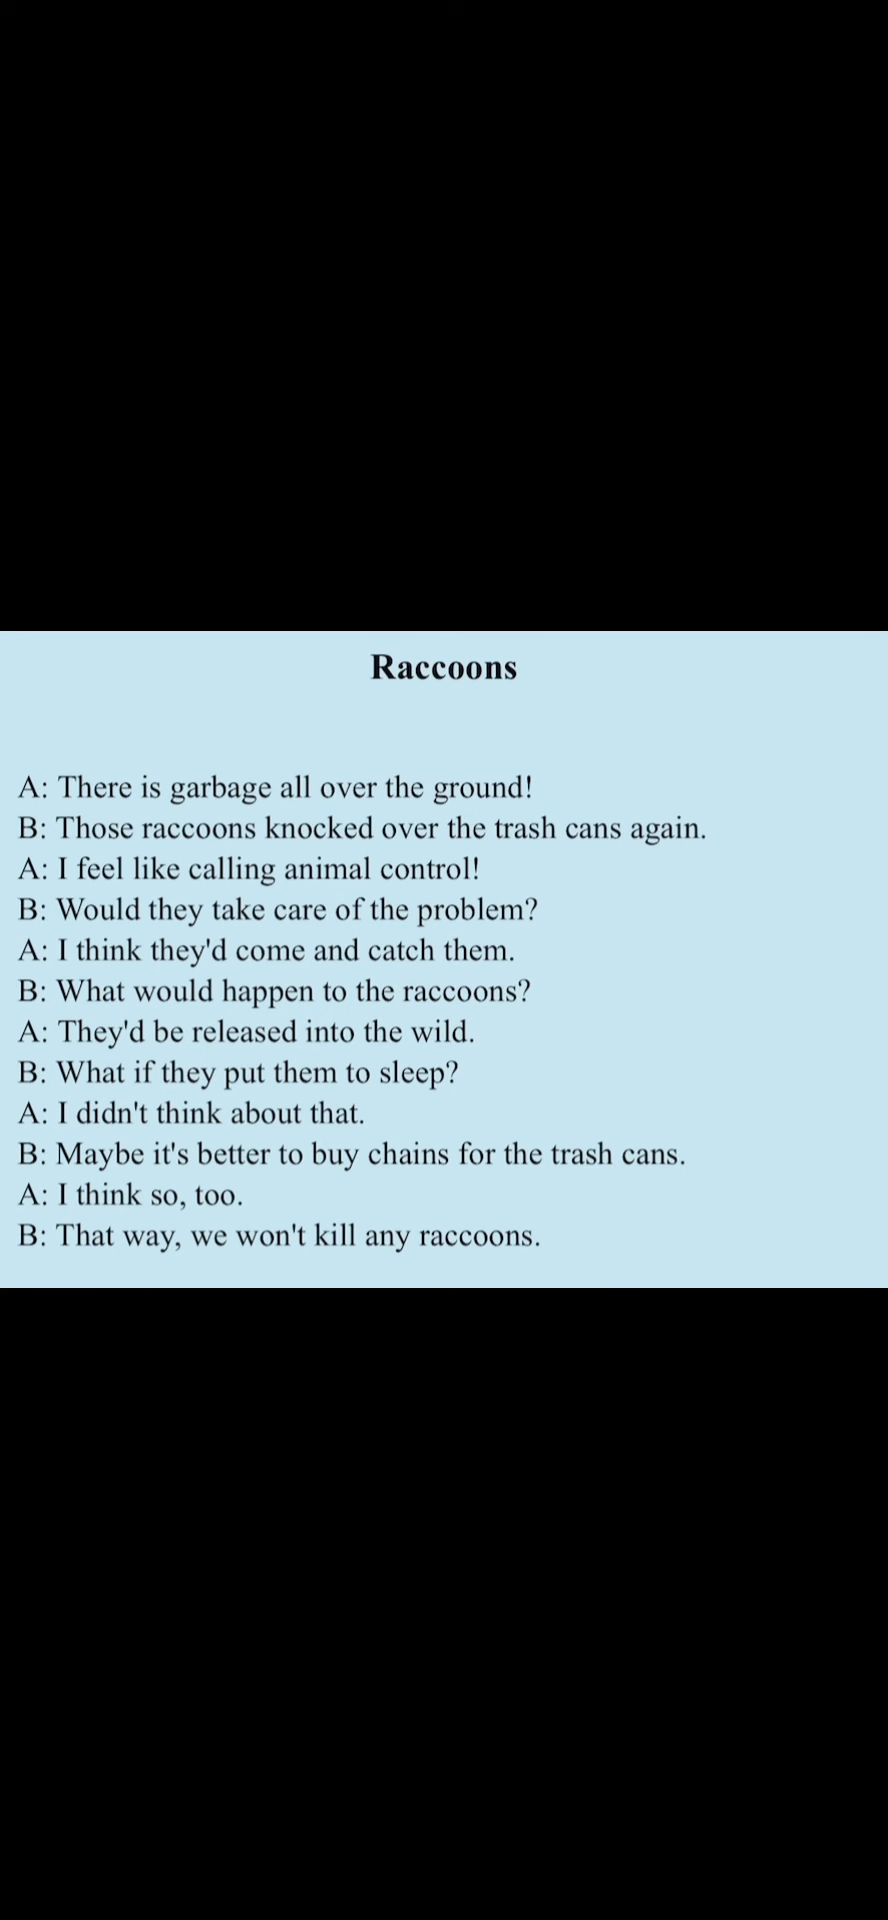 Raccoons
A: There is garbage all over the ground!
B: Those raccoons knocked over the trash cans again.
A: I feel like calling animal control!
B: Would they take care of the problem?
A: I think they'd come and catch them.
B: What would happen to the raccoons?
A: They'd be released into the wild.
B: What if they put them to sleep?
A: I didn't think about that.
B: Maybe it's better to buy chains for the trash cans.
A: I think so, too.
B: That way, we won't kill any raccoons.